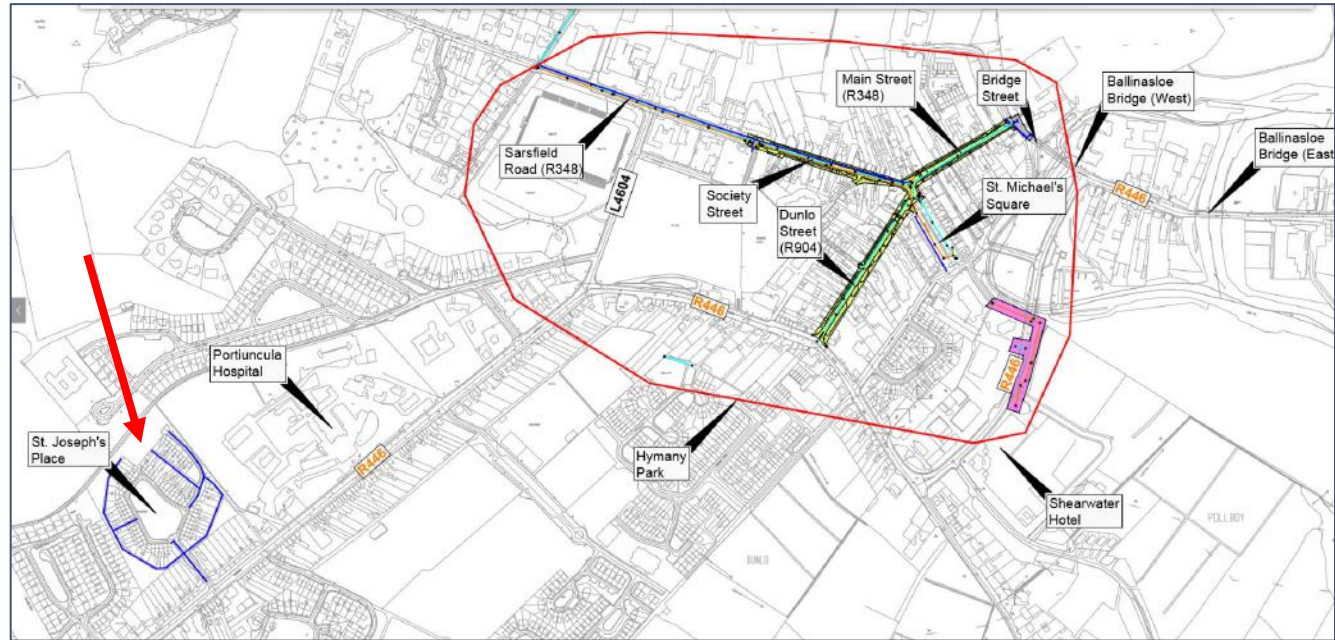 Main Street
(R348)
Bridge
Street
Ballinasloe
Bridge (West)
Ballinasloe
Bridge (East
Sarsfield
Road (R348)
L4604
Society
Street
St. Michael's
Square
Dunlo
Street
(R904)
R446
R446
Portiuncula
Hospital
R446
R446
St. Joseph's
Place
Hymany
Park
Shearwater
Hotel
POLLBOY
DUNLO